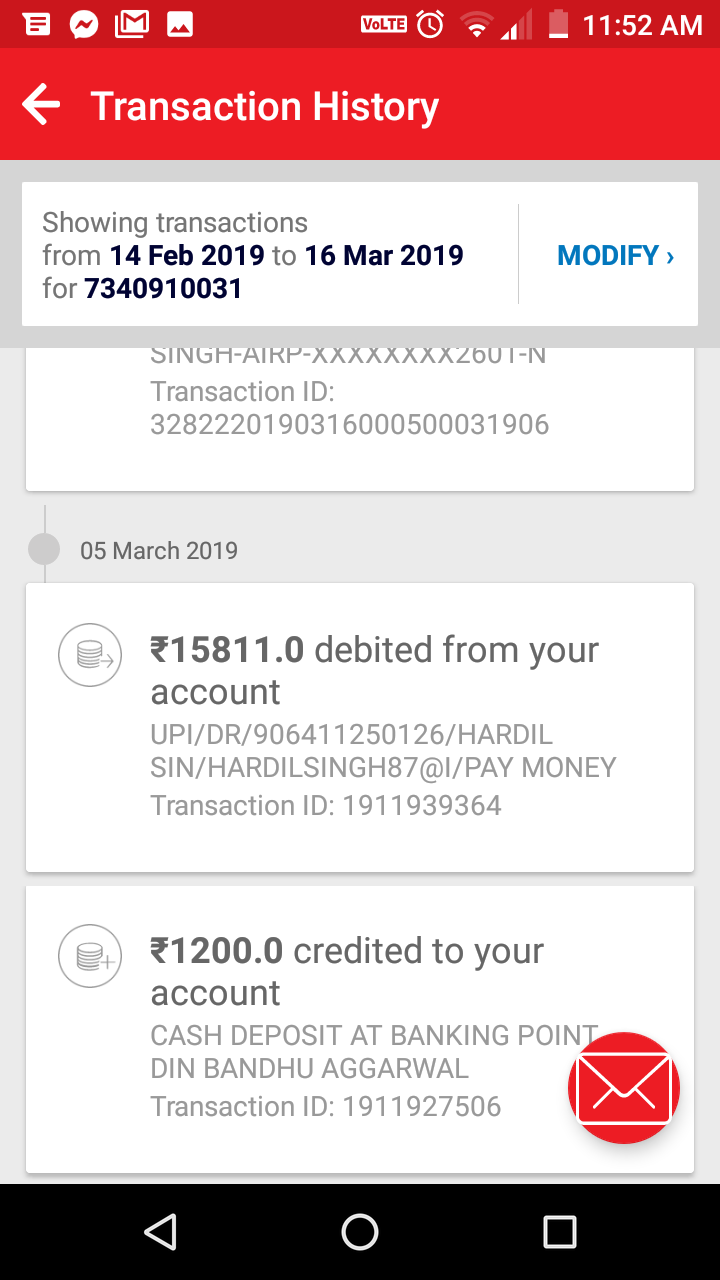 VoLTE 11:52 AM
Transaction History
Showing transactions
from 14 Feb 2019 to 16 Mar 2019
for 7340910031
MODIFY ›
SINGH-AIRP-XXXXXXXX2601-N
Transaction ID:
3282220190316000500031906
05 March 2019
₹15811.0 debited from your
account
UPI/DR/906411250126/HARDIL
SIN/HARDILSINGH87@I/PAY MONEY
Transaction ID: 1911939364
₹1200.0 credited to your
account
CASH DEPOSIT AT BANKING POINT
DIN BANDHU AGGARWAL
Transaction ID: 1911927506